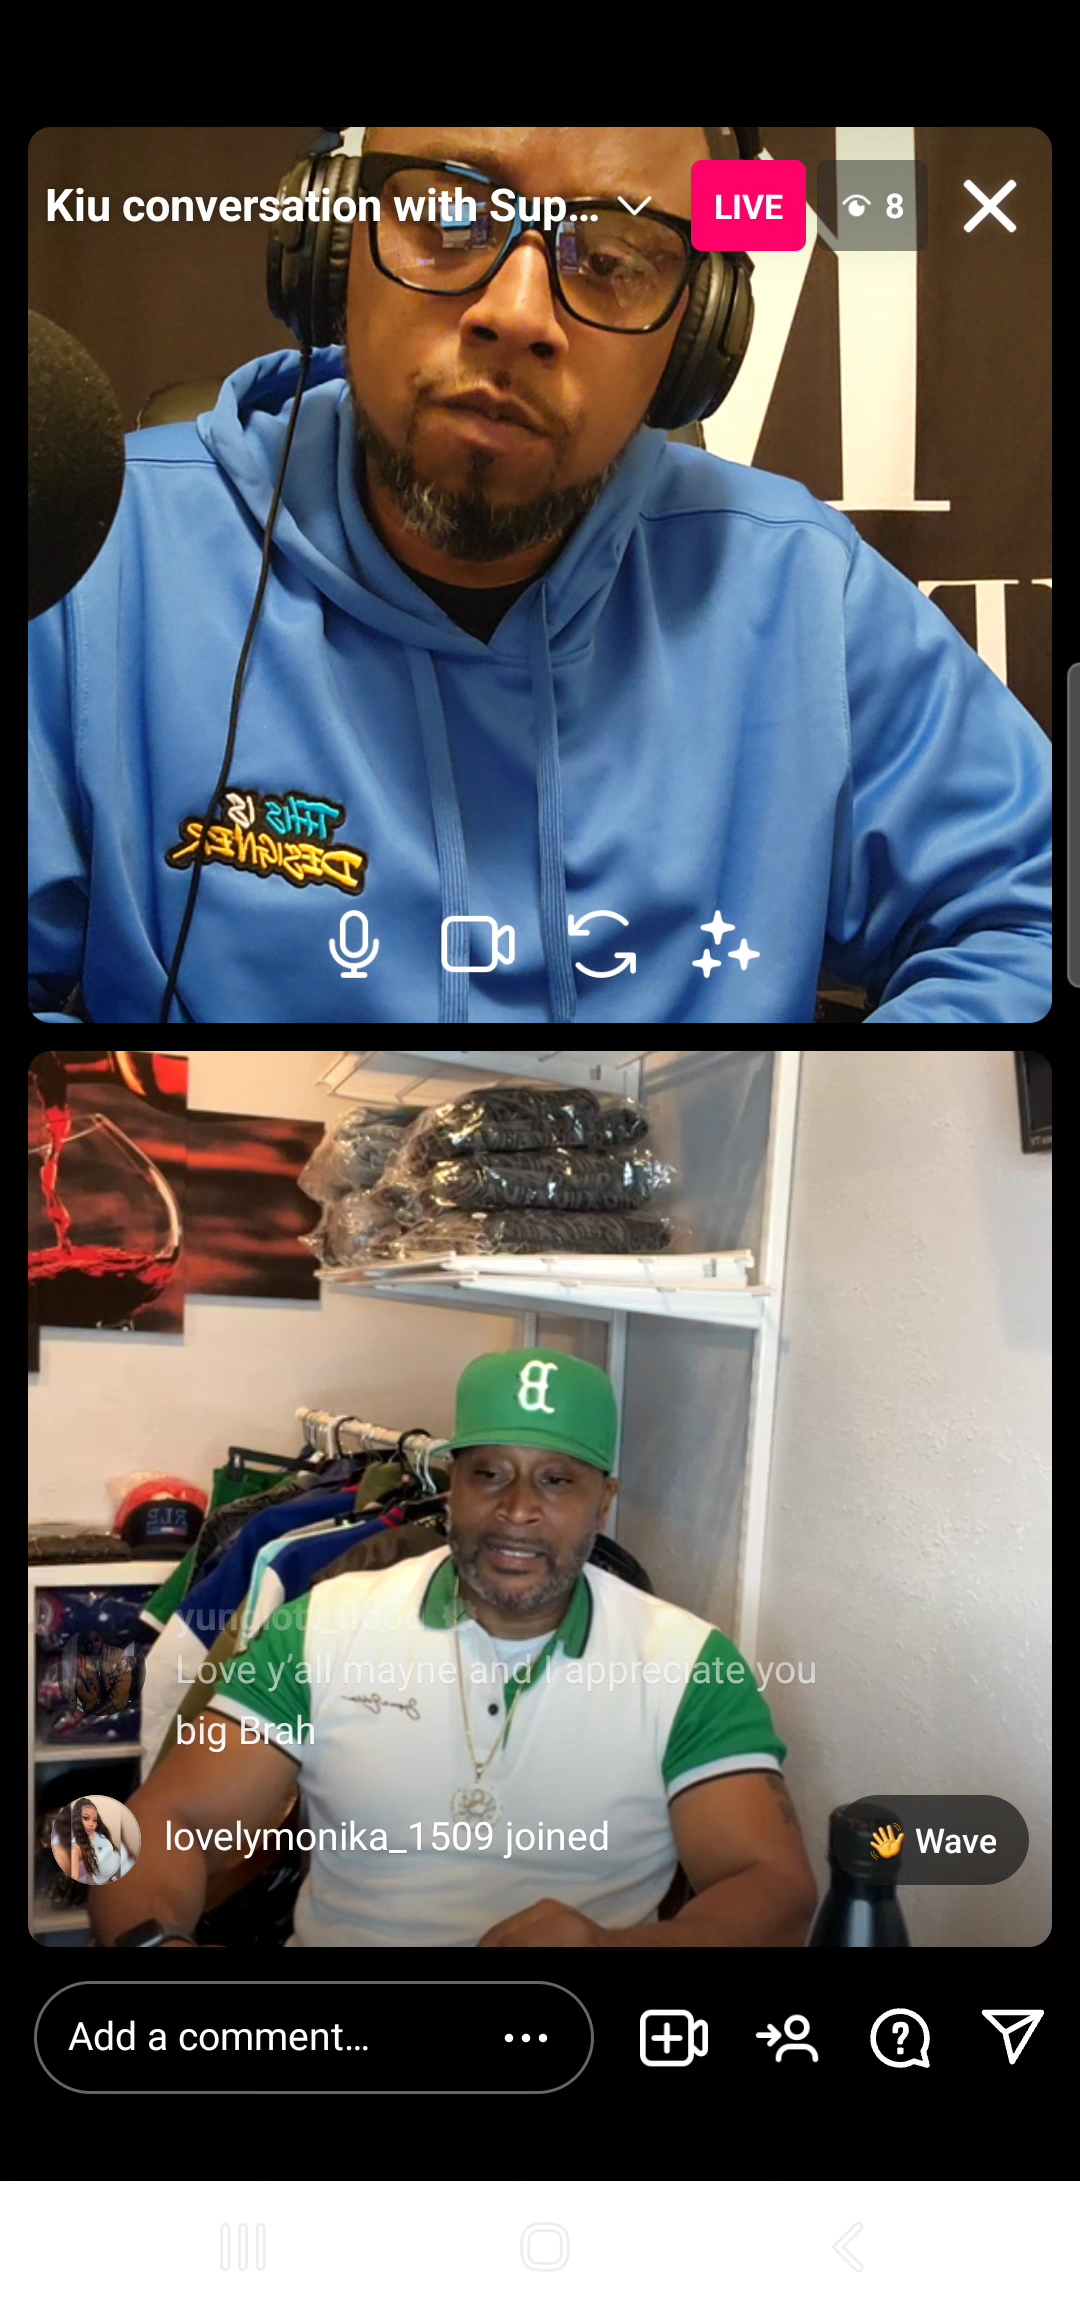 Kiu conversation with Sup...
LIVE
8
THIS IS
DESIGNER
B
RLP
Love y'all mayne and I appreciate you
big Brah
lovelymonika_1509 joined
👋 Wave
Add a comment...